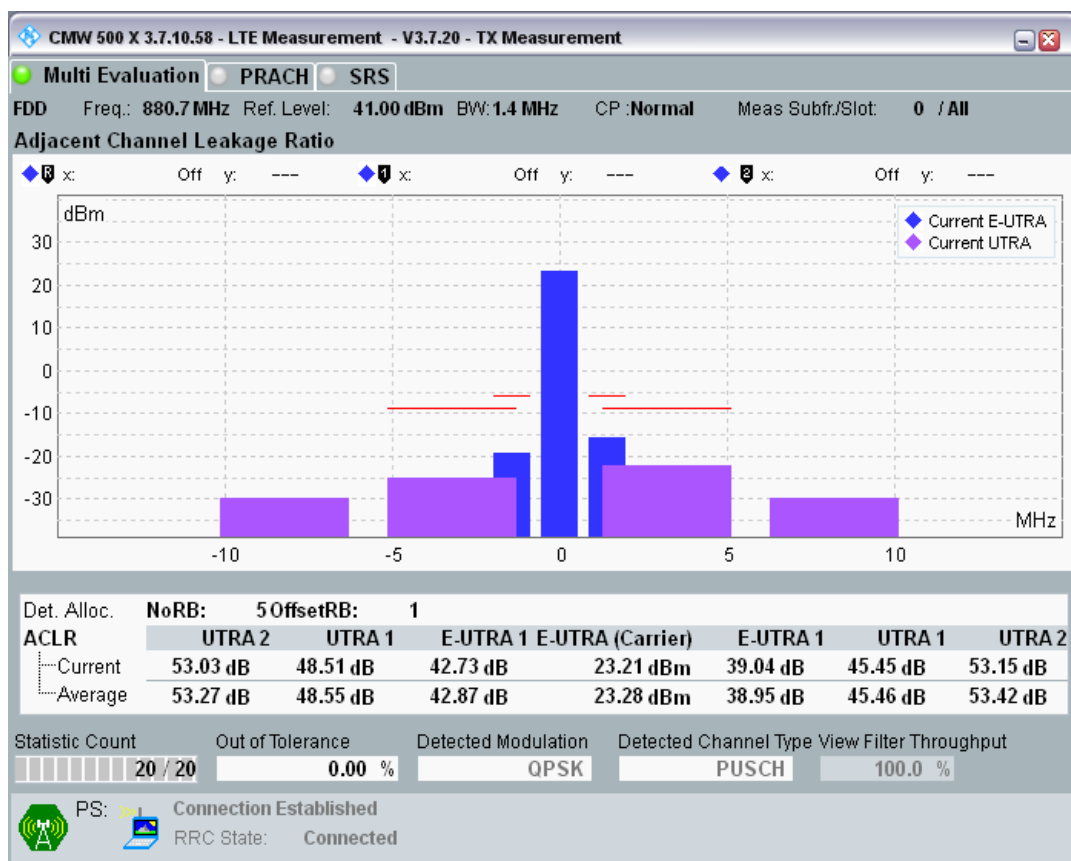 CMW 500 X 3.7.10.58 - LTE Measurement - V3.7.20 - TX Measurement
Multi Evaluation PRACH SRS
FDD Freq.: 880.7 MHz Ref. Level: 41.00 dBm BW: 1.4 MHz CP :Normal Meas Subfr./Slot: 0 / All
Adjacent Channel Leakage Ratio
R x: Off y: --- 1 x: Off y: --- 2 x: Off y: ---
dBm
Current E-UTRA
Current UTRA
30
20
10
0
-10
-20
-30
MHz
-10 -5 0 5 10
Det. Alloc. NoRB: 5 OffsetRB: 1
ACLR UTRA 2 UTRA 1 E-UTRA 1 E-UTRA (Carrier) E-UTRA 1 UTRA 1 UTRA 2
Current 53.03 dB 48.51 dB 42.73 dB 23.21 dBm 39.04 dB 45.45 dB 53.15 dB
Average 53.27 dB 48.55 dB 42.87 dB 23.28 dBm 38.95 dB 45.46 dB 53.42 dB
Statistic Count Out of Tolerance Detected Modulation Detected Channel Type View Filter Throughput
20 / 20 0.00 % QPSK PUSCH 100.0 %
PS: Connection Established
RRC State: Connected